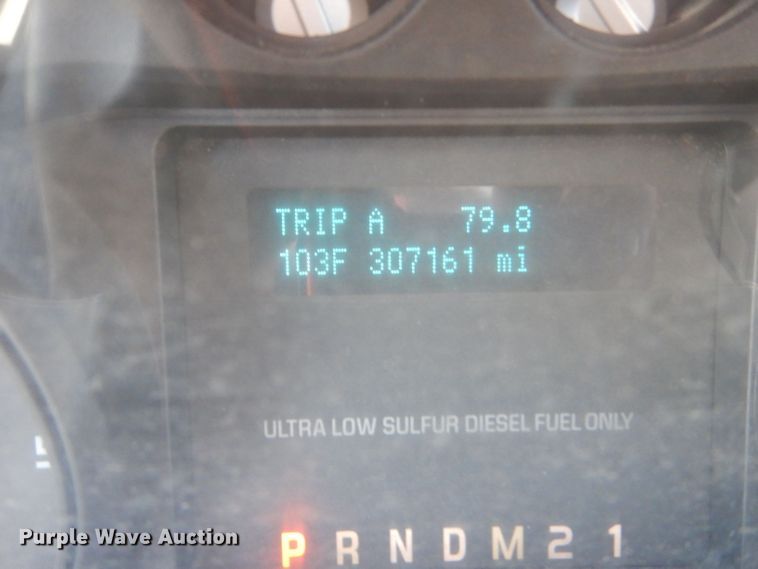 TRIP A 79.8
103F 307161 mi
ULTRA LOW SULFUR DIESEL FUEL ONLY
P R N D M 2 1
Purple Wave Auction